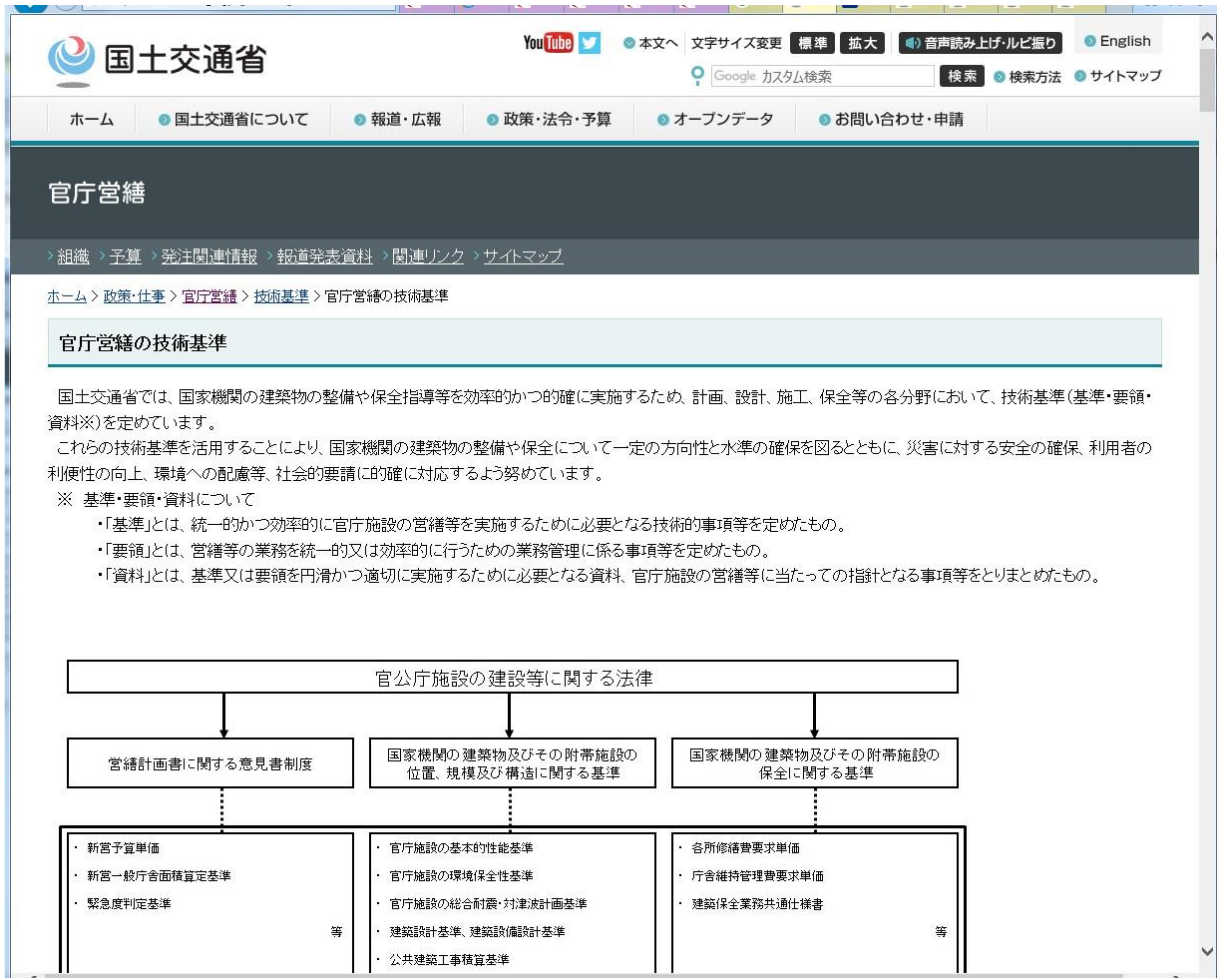 国土交通省
YouTube
本文へ 文字サイズ変更 標準 拡大 音声読み上げ・ルビ振り English
Google カスタム検索 検索 検索方法 サイトマップ
ホーム 国土交通省について 報道・広報 政策・法令・予算 オープンデータ お問い合わせ・申請
官庁営繕
>組織 >予算 >発注関連情報 >報道発表資料 >関連リンク >サイトマップ
ホーム > 政策・仕事 > 官庁営繕 > 技術基準 > 官庁営繕の技術基準
官庁営繕の技術基準
国土交通省では、国家機関の建築物の整備や保全指導等を効率的かつ的確に実施するため、計画、設計、施工、保全等の各分野において、技術基準(基準・要領・
資料※)を定めています。
これらの技術基準を活用することにより、国家機関の建築物の整備や保全について一定の方向性と水準の確保を図るとともに、災害に対する安全の確保、利用者の
利便性の向上、環境への配慮等、社会的要請に的確に対応するよう努めています。
※ 基準・要領・資料について
・「基準」とは、統一的かつ効率的に官庁施設の営繕等を実施するために必要となる技術的事項等を定めたもの。
・「要領」とは、営繕等の業務を統一的又は効率的に行うための業務管理に係る事項等を定めたもの。
・「資料」とは、基準又は要領を円滑かつ適切に実施するために必要となる資料、官庁施設の営繕等に当たっての指針となる事項等をとりまとめたもの。
官公庁施設の建設等に関する法律
営繕計画書に関する意見書制度
国家機関の建築物及びその附帯施設の
位置、規模及び構造に関する基準
国家機関の建築物及びその附帯施設の
保全に関する基準
・ 新営予算単価
・ 新営一般庁舎面積算定基準
・ 緊急度判定基準
等
・ 官庁施設の基本的性能基準
・ 官庁施設の環境保全性基準
・ 官庁施設の総合耐震・対津波計画基準
・ 建築設計基準、建築設備設計基準
・ 公共建築工事積算基準
・ 各所修繕費要求単価
・ 庁舎維持管理費要求単価
・ 建築保全業務共通仕様書
等